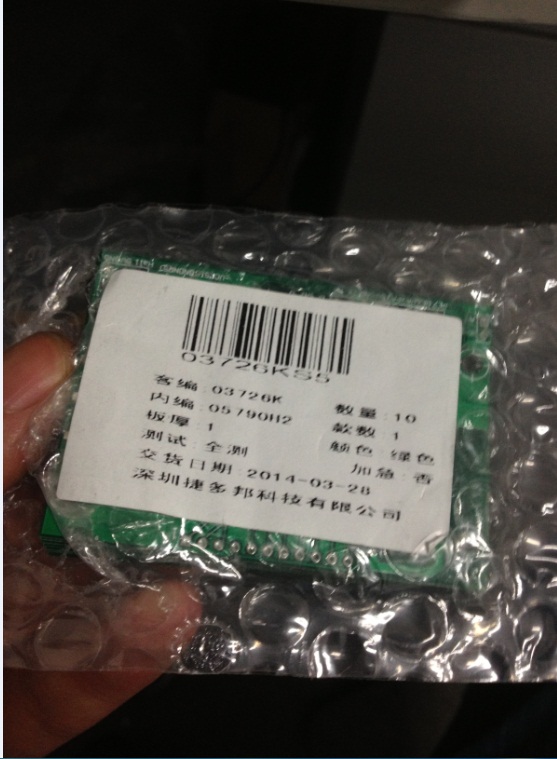 03726KS5
客编:03726K 数量:10
内编:05790H2 款数:1
板厚:1 颜色:绿色
测试:全测 加急:否
交货日期:2014-03-28
深圳捷多邦科技有限公司